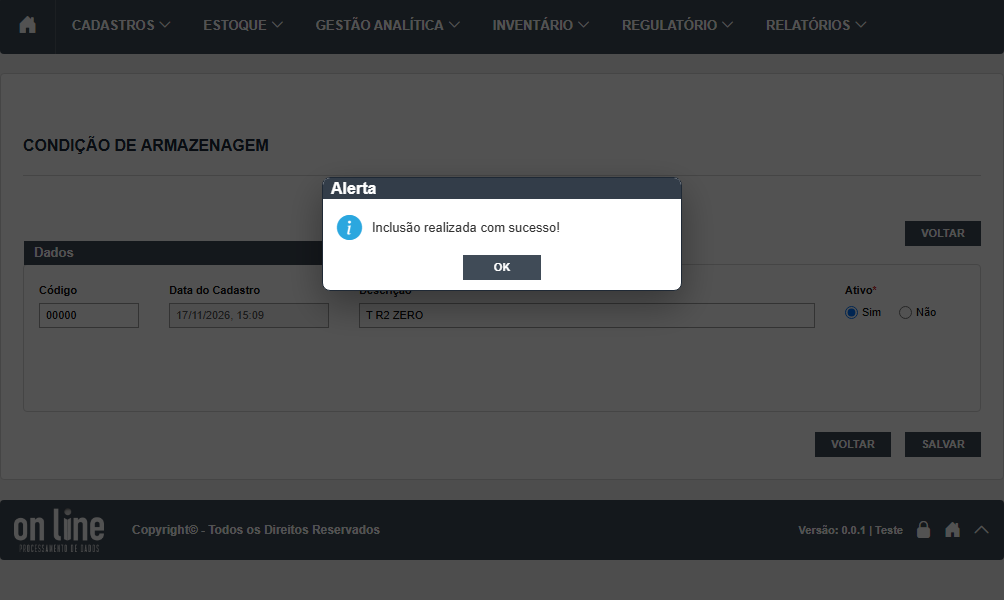 CADASTROS ESTOQUE GESTÃO ANALÍTICA INVENTÁRIO REGULATÓRIO RELATÓRIOS
CONDIÇÃO DE ARMAZENAGEM
Alerta
i Inclusão realizada com sucesso!
OK
VOLTAR
Dados
Código Data do Cadastro Descrição Ativo*
00000 17/11/2026, 15:09 T R2 ZERO Sim Não
VOLTAR SALVAR
on line
PROCESSAMENTO DE DADOS
Copyright© - Todos os Direitos Reservados
Versão: 0.0.1 | Teste